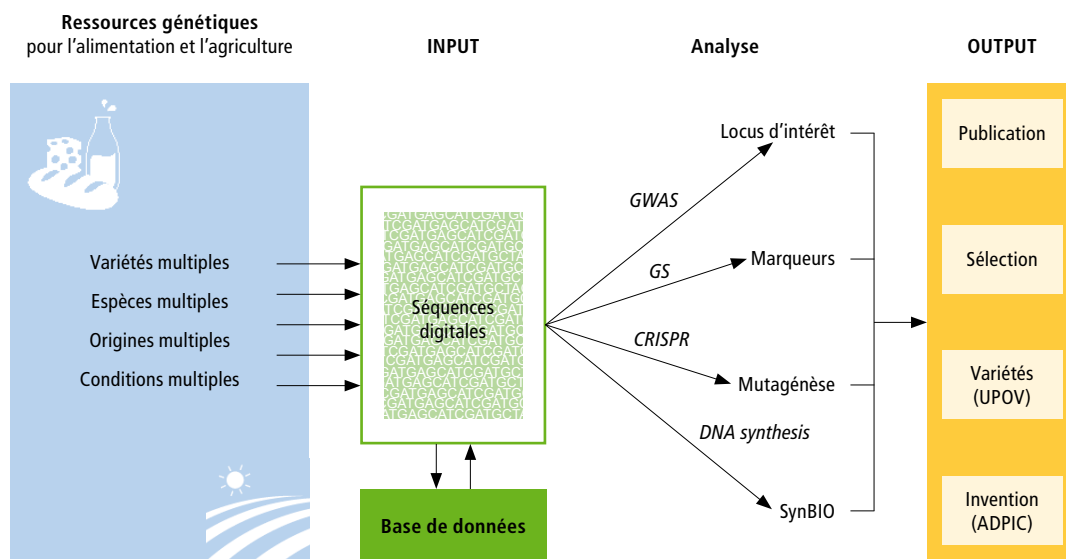 Ressources génétiques
pour l'alimentation et l'agriculture
INPUT
Analyse
OUTPUT
Variétés multiples
Espèces multiples
Origines multiples
Conditions multiples
Séquences
digitales
Base de données
GWAS
GS
CRISPR
DNA synthesis
Locus d'intérêt
Marqueurs
Mutagénèse
SynBIO
Publication
Sélection
Variétés
(UPOV)
Invention
(ADPIC)